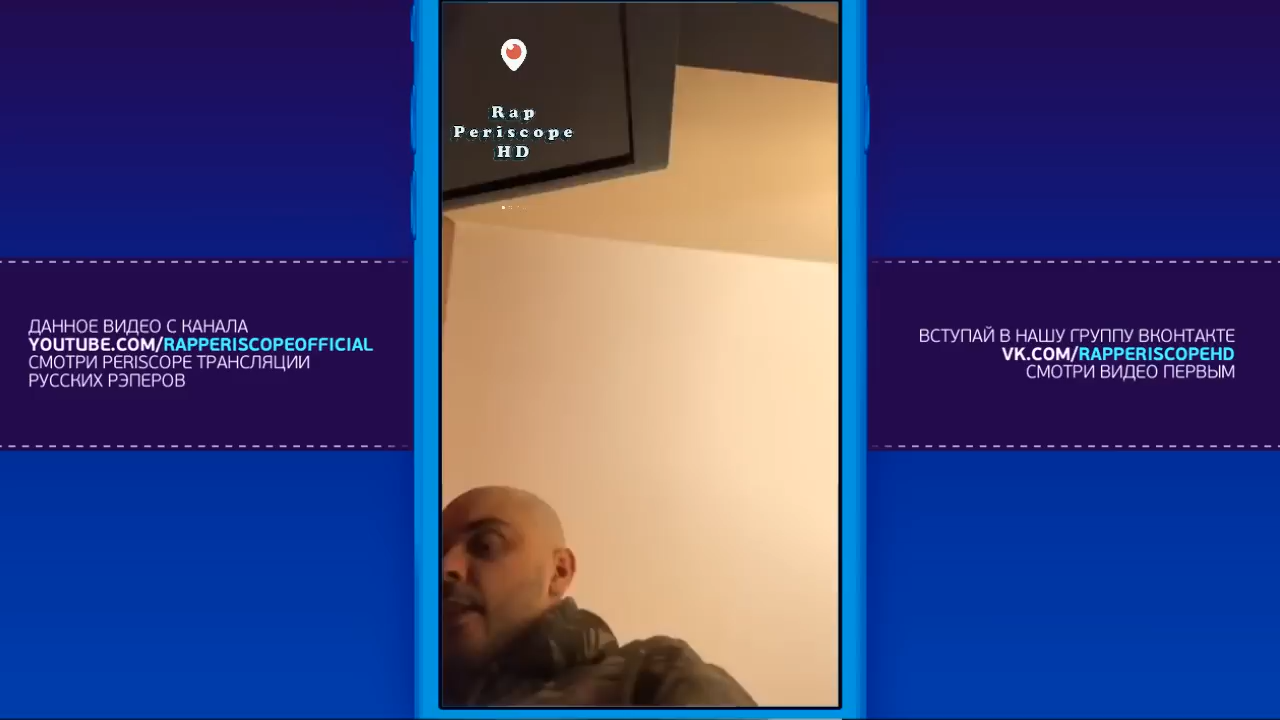 Rap
Periscope
HD
ДАННОЕ ВИДЕО С КАНАЛА
YOUTUBE.COM/RAPPERISCOPEOFFICIAL
СМОТРИ PERISCOPE ТРАНСЛЯЦИИ
РУССКИХ РЭПЕРОВ
ВСТУПАЙ В НАШУ ГРУППУ ВКОНТАКТЕ
VK.COM/RAPPERISCOPEHD
СМОТРИ ВИДЕО ПЕРВЫМ